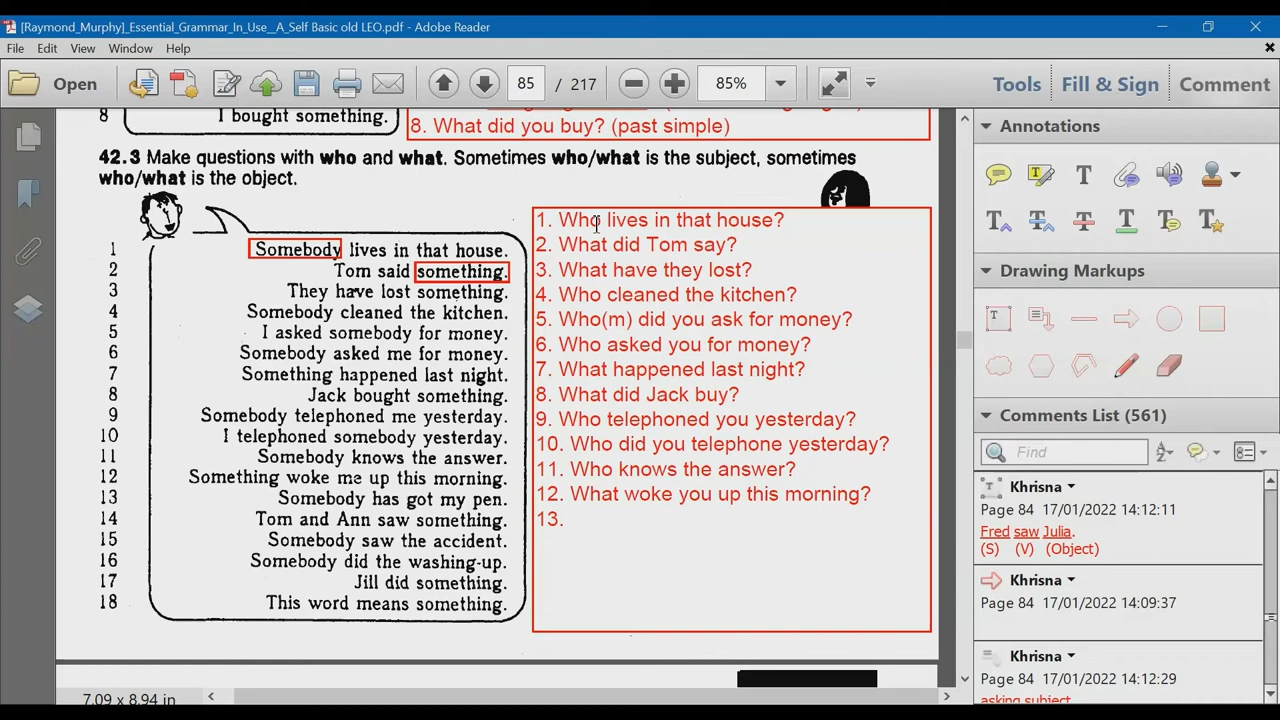 [Raymond_Murphy]_Essential_Grammar_In_Use__A_Self Basic old LEO.pdf - Adobe Reader
File Edit View Window Help
Open 85 / 217 85% Tools Fill & Sign Comment
8 I bought something.
8. What did you buy? (past simple)
42.3 Make questions with who and what. Sometimes who/what is the subject, sometimes
who/what is the object.
1 Somebody lives in that house.
2 Tom said something.
3 They have lost something.
4 Somebody cleaned the kitchen.
5 I asked somebody for money.
6 Somebody asked me for money.
7 Something happened last night.
8 Jack bought something.
9 Somebody telephoned me yesterday.
10 I telephoned somebody yesterday.
11 Somebody knows the answer.
12 Something woke me up this morning.
13 Somebody has got my pen.
14 Tom and Ann saw something.
15 Somebody saw the accident.
16 Somebody did the washing-up.
17 Jill did something.
18 This word means something.
1. Who lives in that house?
2. What did Tom say?
3. What have they lost?
4. Who cleaned the kitchen?
5. Who(m) did you ask for money?
6. Who asked you for money?
7. What happened last night?
8. What did Jack buy?
9. Who telephoned you yesterday?
10. Who did you telephone yesterday?
11. Who knows the answer?
12. What woke you up this morning?
13.
7.09 x 8.94 in
Annotations
Drawing Markups
Comments List (561)
Find
Khrisna
Page 84 17/01/2022 14:12:11
Fred saw Julia.
(S) (V) (Object)
Khrisna
Page 84 17/01/2022 14:09:37
Khrisna
Page 84 17/01/2022 14:12:29
asking subject